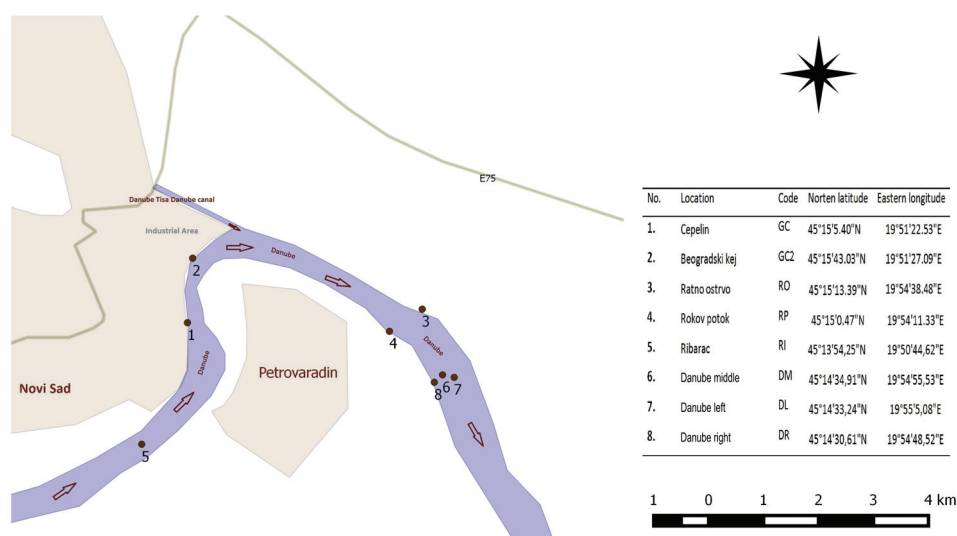 E75
Danube Tisa Danube canal
Industrial Area
Danube
2
3
1
4
Danube
Danube
Petrovaradin
Novi Sad
6
7
8
5
No. Location Code Norten latitude Eastern longitude
1. Cepelin GC 45°15'5.40"N 19°51'22.53"E
2. Beogradski kej GC2 45°15'43.03"N 19°51'27.09"E
3. Ratno ostrvo RO 45°15'13.39"N 19°54'38.48"E
4. Rokov potok RP 45°15'0.47"N 19°54'11.33"E
5. Ribarac RI 45°13'54,25"N 19°50'44,62"E
6. Danube middle DM 45°14'34,91"N 19°54'55,53"E
7. Danube left DL 45°14'33,24"N 19°55'5,08"E
8. Danube right DR 45°14'30,61"N 19°54'48,52"E
1 0 1 2 3 4 km